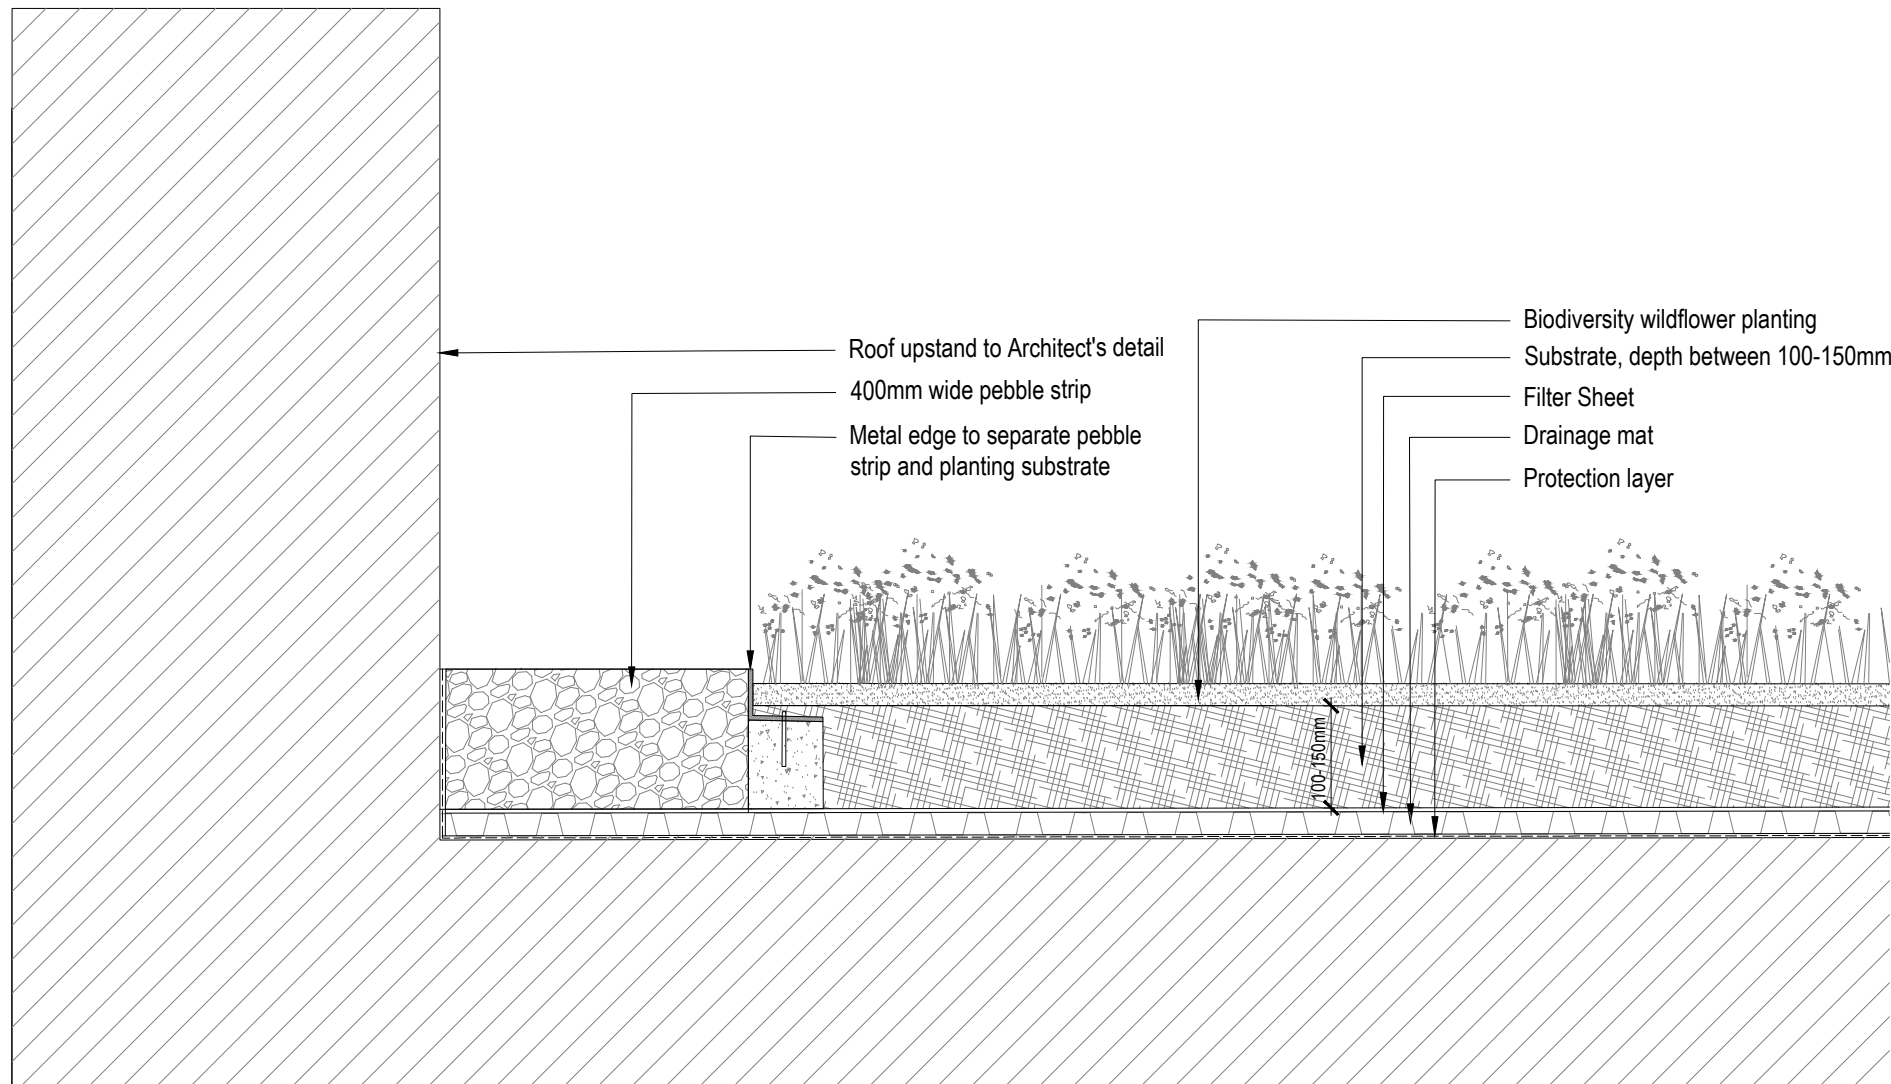 Roof upstand to Architect's detail
400mm wide pebble strip
Metal edge to separate pebble
strip and planting substrate
Biodiversity wildflower planting
Substrate, depth between 100-150mm
Filter Sheet
Drainage mat
Protection layer
100-150mm